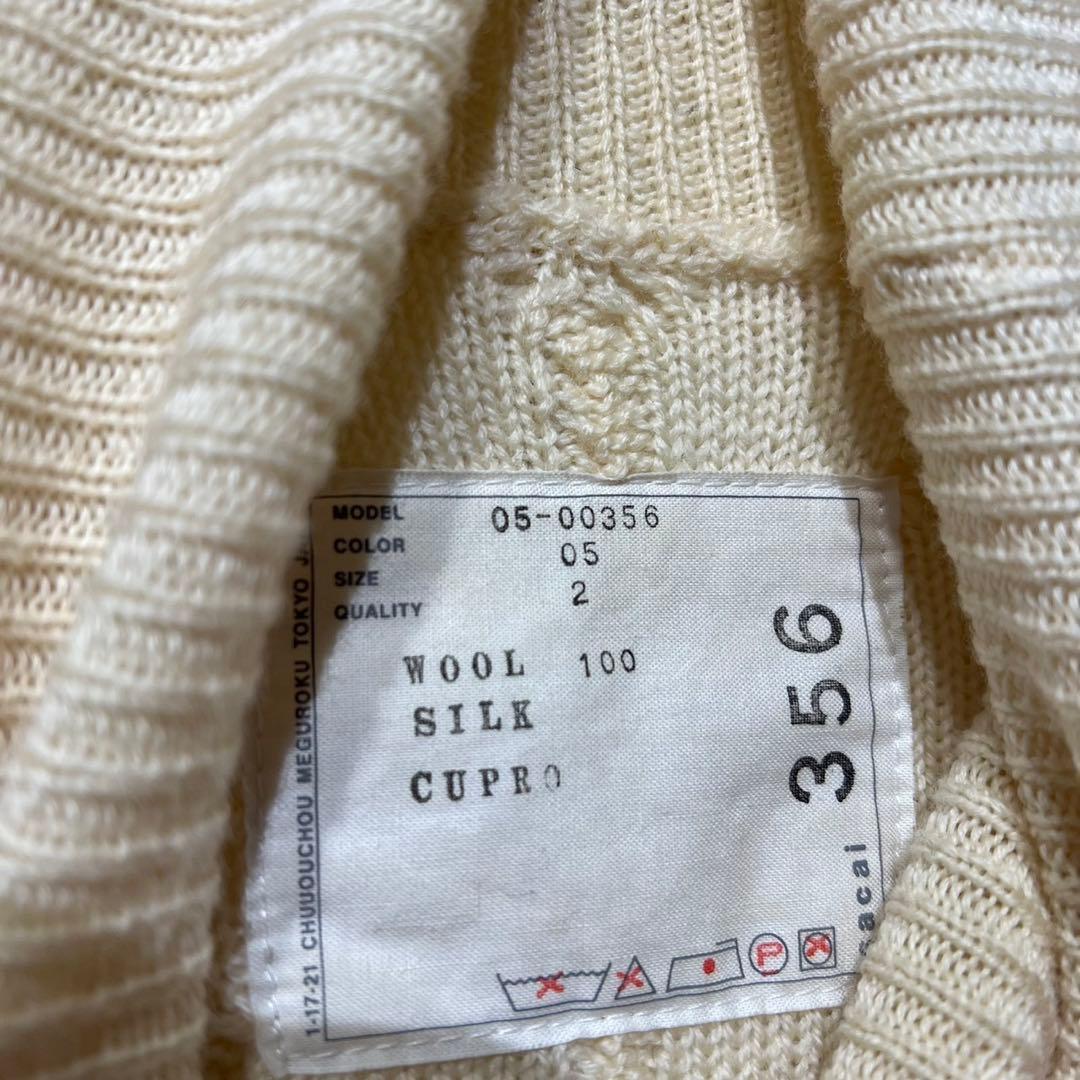 MODEL 05-00356
COLOR 05
SIZE 2
QUALITY
WOOL 100
SILK
CUPRO
356
1-17-21 CHUUOUCHOU MEGUROKU TOKYO
P